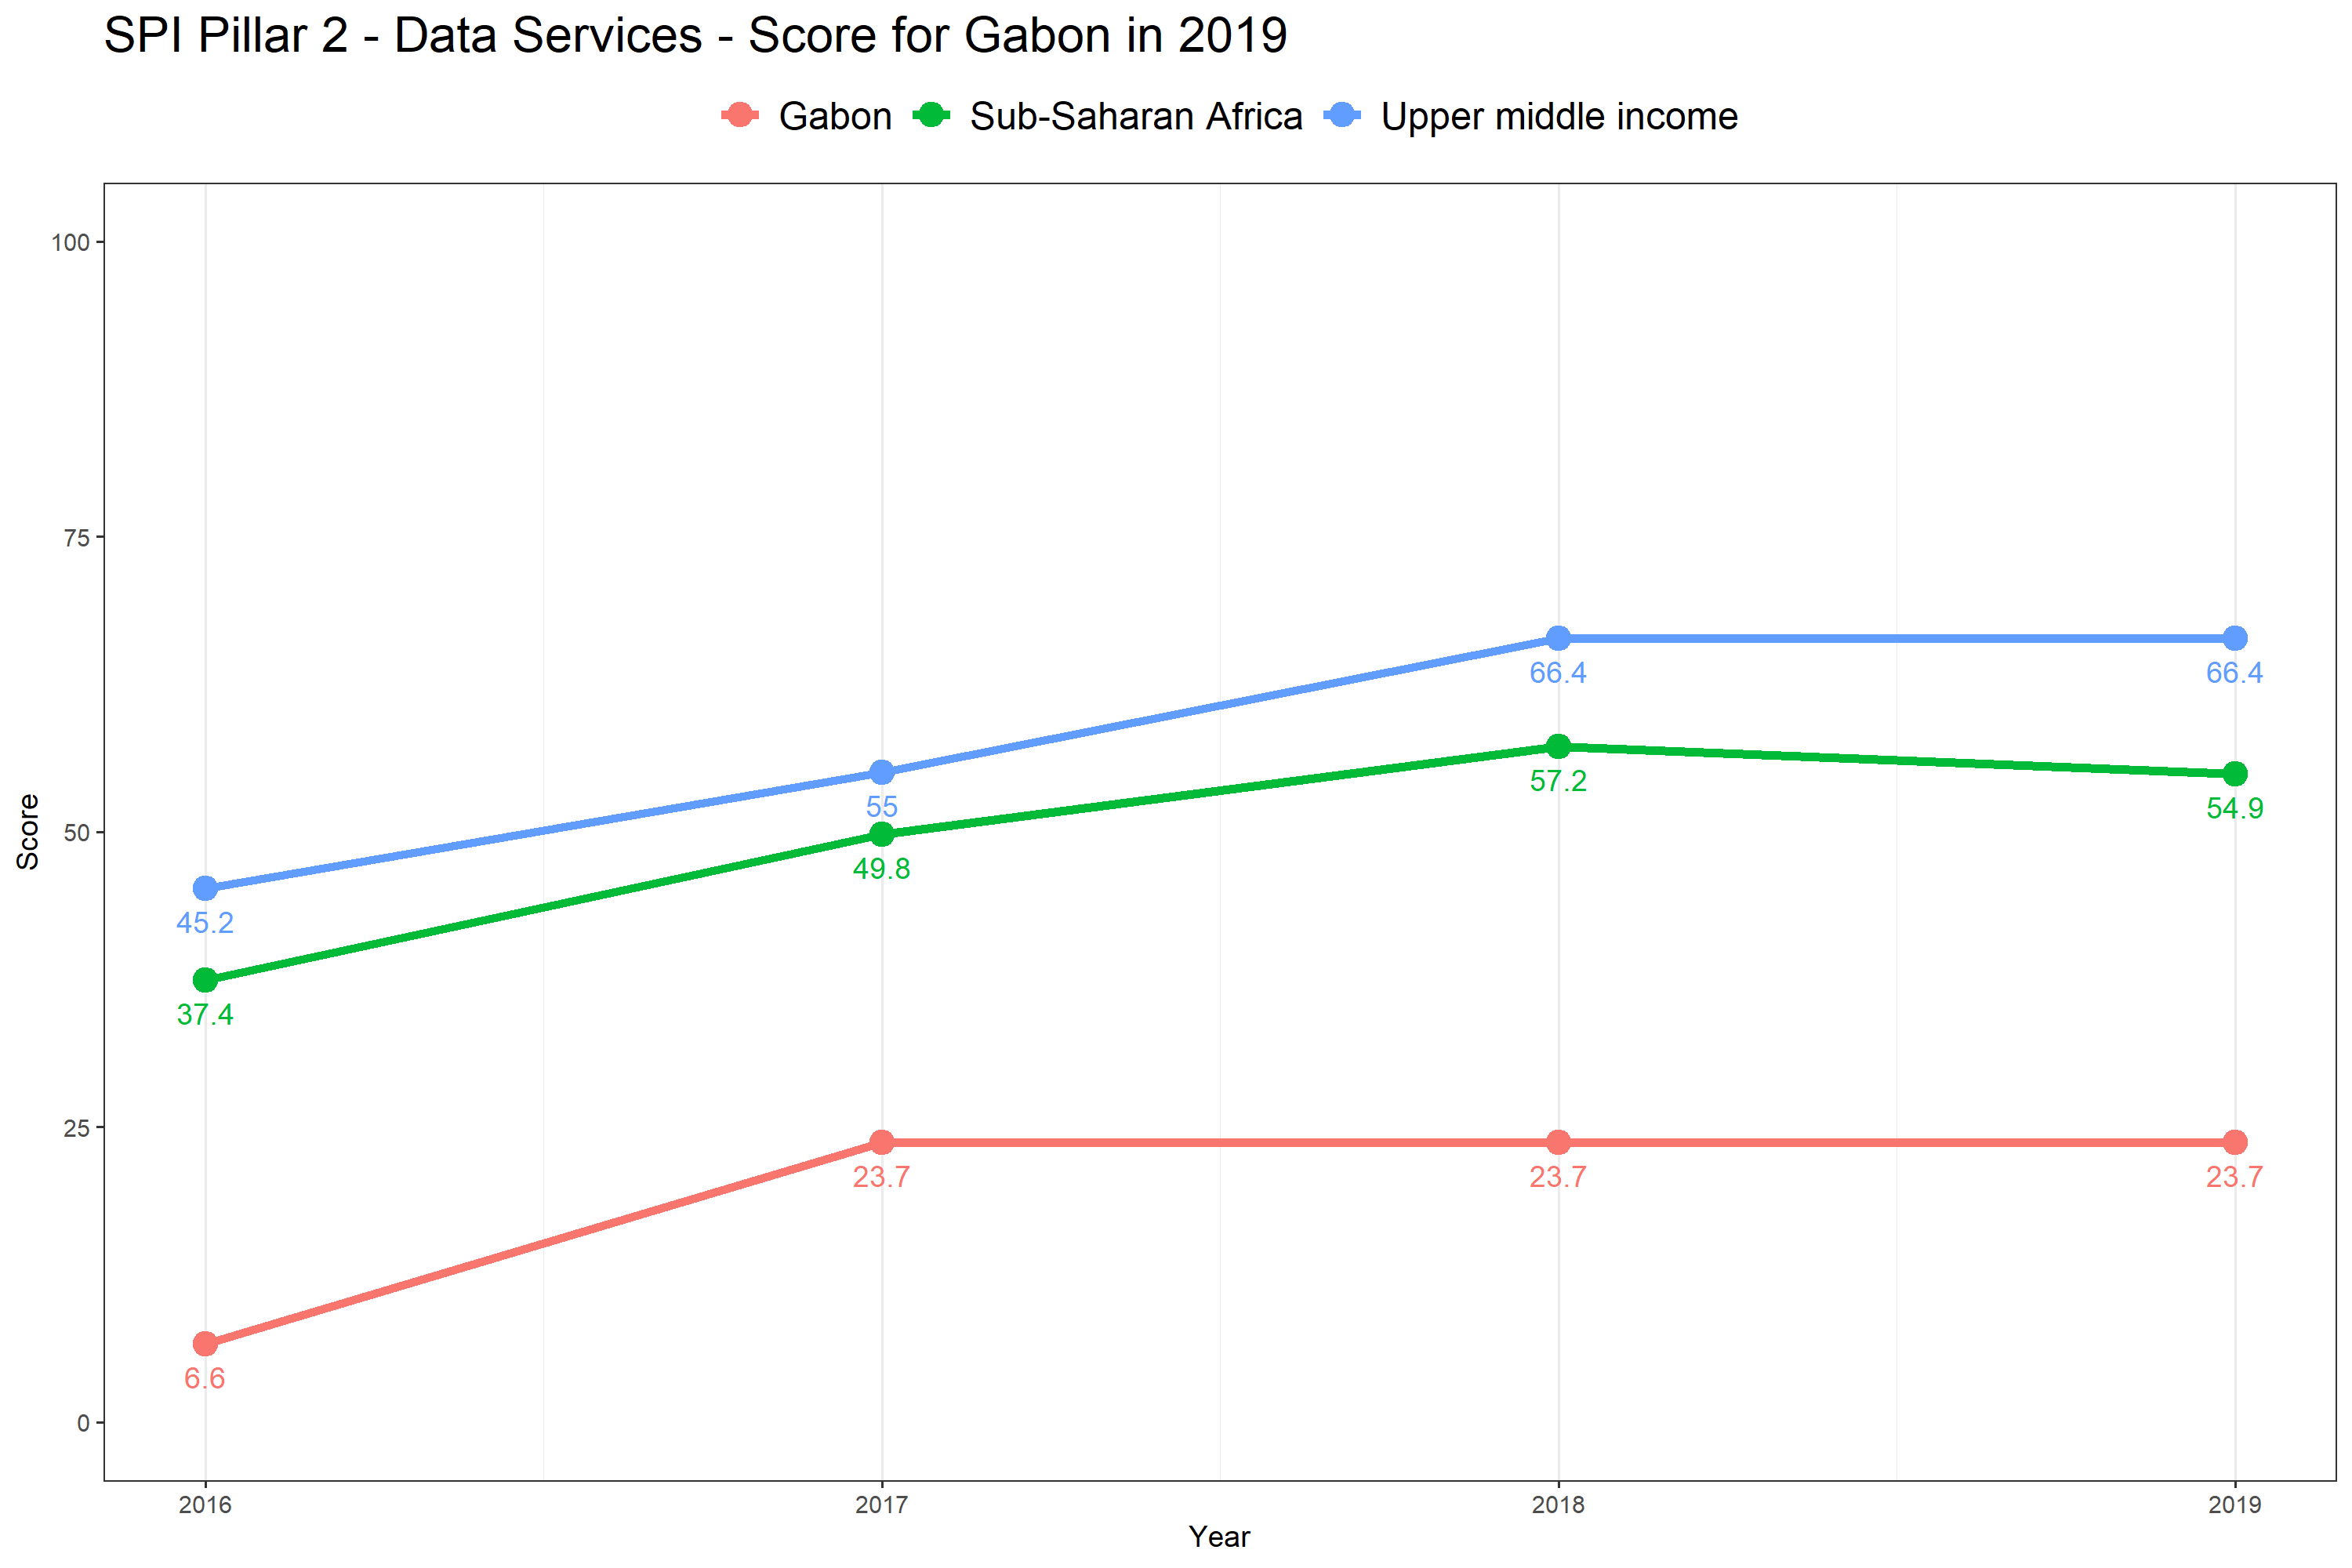 SPI Pillar 2 - Data Services - Score for Gabon in 2019
Gabon Sub-Saharan Africa Upper middle income
100
75
50
25
0
Score
66.4 66.4
57.2
55
54.9
49.8
45.2
37.4
23.7 23.7 23.7
6.6
2016 2017 2018 2019
Year